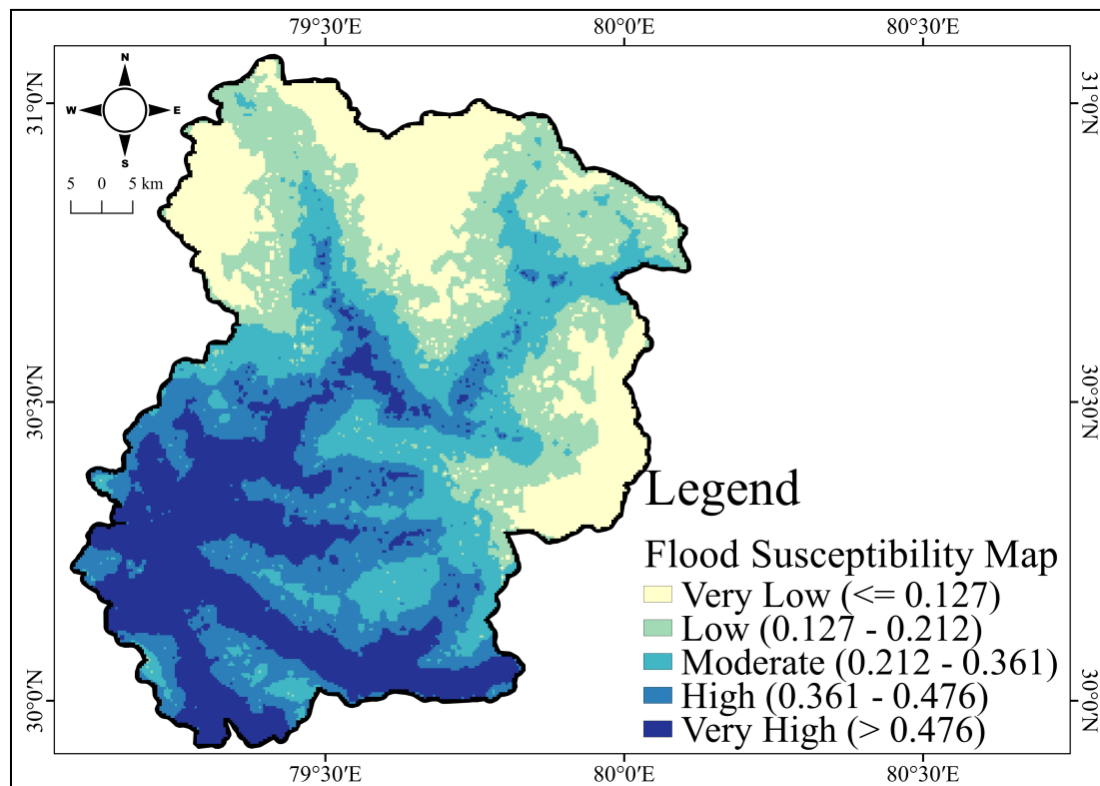 79°30′E 80°0′E 80°30′E
31°0′N
31°0′N
N
W E
S
5 0 5 km
30°30′N
30°30′N
Legend
Flood Susceptibility Map
Very Low (<= 0.127)
Low (0.127 - 0.212)
Moderate (0.212 - 0.361)
High (0.361 - 0.476)
Very High (> 0.476)
30°0′N
30°0′N
79°30′E 80°0′E 80°30′E